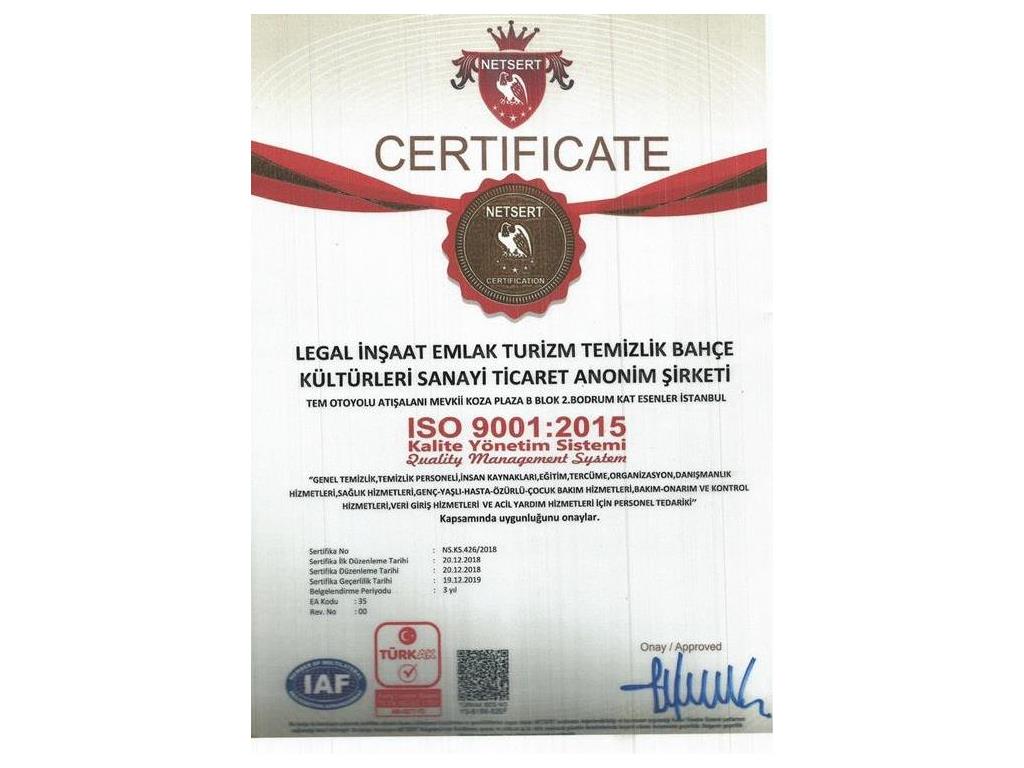 NETSERT
CERTIFICATE
NETSERT
CERTIFICATION
LEGAL İNŞAAT EMLAK TURİZM TEMİZLİK BAHÇE
KÜLTÜRLERİ SANAYİ TİCARET ANONİM ŞİRKETİ
TEM OTOYOLU ATIŞALANI MEVKİİ KOZA PLAZA B BLOK 2.BODRUM KAT ESENLER İSTANBUL
ISO 9001:2015
Kalite Yönetim Sistemi
Quality Management System
"GENEL TEMİZLİK,TEMİZLİK PERSONELİ,İNSAN KAYNAKLARI,EĞİTİM,TERCÜME,ORGANİZASYON,DANIŞMANLIK
HİZMETLERİ,SAĞLIK HİZMETLERİ,GENÇ-YAŞLI-HASTA-ÖZÜRLÜ-ÇOCUK BAKIM HİZMETLERİ,BAKIM-ONARIM VE KONTROL
HİZMETLERİ,VERİ GİRİŞ HİZMETLERİ VE ACİL YARDIM HİZMETLERİ İÇİN PERSONEL TEDARİKİ"
Kapsamında uygunluğunu onaylar.
Sertifika No : NS.KS.426/2018
Sertifika İlk Düzenleme Tarihi : 20.12.2018
Sertifika Düzenleme Tarihi : 20.12.2018
Sertifika Geçerlilik Tarihi : 19.12.2019
Belgelendirme Periyodu : 3 yıl
EA Kodu : 35
Rev. No : 00
Onay / Approved
TÜRKAK
MEMBER OF MULTILATERAL
IAF